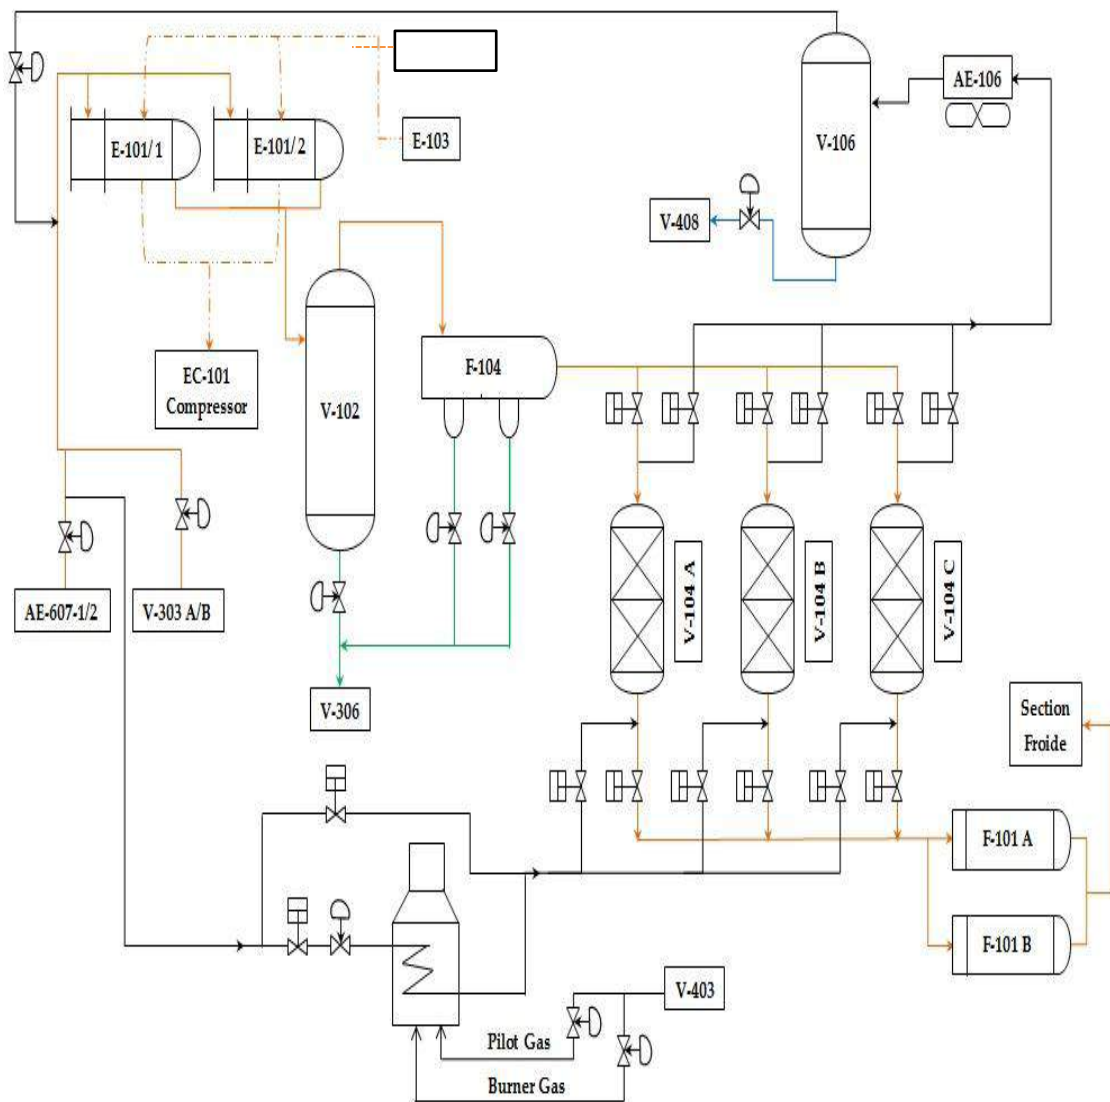 AE-106
E-101/1
E-101/2
E-103
V-106
V-408
EC-101
Compressor
V-102
F-104
V-104 A
V-104 B
V-104 C
AE-607-1/2
V-303 A/B
V-306
Section
Froide
F-101 A
F-101 B
V-403
Pilot Gas
Burner Gas